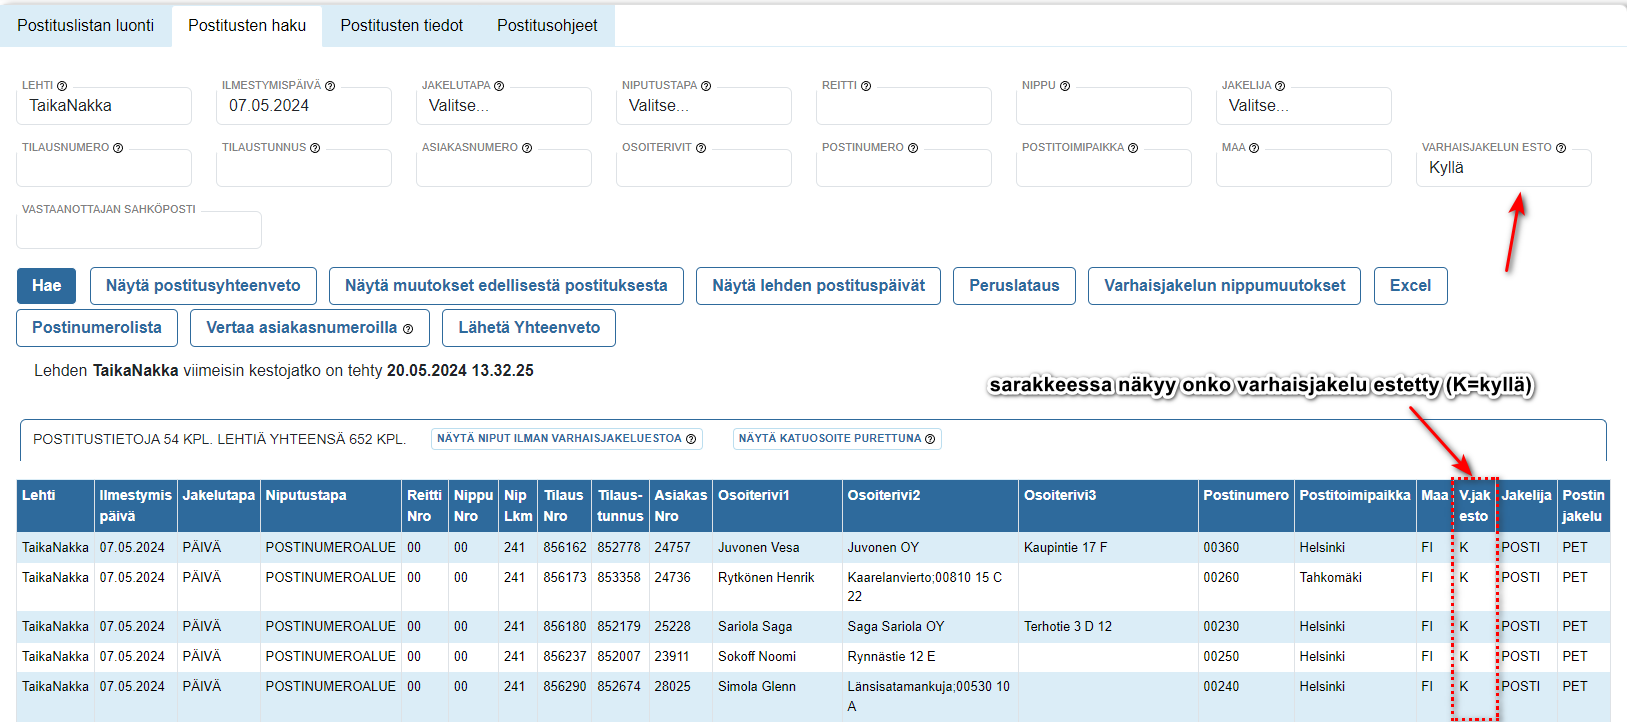 Postituslistan luonti Postitusten haku Postitusten tiedot Postitusohjeet
LEHTI ILMESTYMISPÄIVÄ JAKELUTAPA NIPUTUSTAPA REITTI NIPPU JAKELIJA
TaikaNakka 07.05.2024 Valitse... Valitse... Valitse...
TILAUSNUMERO TILAUSTUNNUS ASIAKASNUMERO OSOITERIVIT POSTINUMERO POSTITOIMIPAIKKA MAA VARHAISJAKELUN ESTO
Kyllä
VASTAANOTTAJAN SAHKÖPOSTI
Hae Näytä postitusyhteenveto Näytä muutokset edellisestä postituksesta Näytä lehden postituspäivät Peruslataus Varhaisjakelun nippumuutokset Excel
Postinumerolista Vertaa asiakasnumeroilla Lähetä Yhteenveto
Lehden TaikaNakka viimeisin kestojatko on tehty 20.05.2024 13.32.25
sarakkeessa näkyy onko varhaisjakelu estetty (K=kyllä)
POSTITUSTIETOJA 54 KPL. LEHTIÄ YHTEENSÄ 652 KPL. NÄYTÄ NIPUT ILMAN VARHAISJAKELUESTOA NÄYTÄ KATUOSOITE PURETTUNA
Lehti Ilmestymis Jakelutapa Niputustapa Reitti Nippu Nip Tilaus Tilaus- Asiakas Osoiterivi1 Osoiterivi2 Osoiterivi3 Postinumero Postitoimipaikka Maa V.jak Jakelija Postin
päivä Nro Nro Lkm Nro tunnus Nro esto jakelu
TaikaNakka 07.05.2024 PÄIVÄ POSTINUMEROALUE 00 00 241 856162 852778 24757 Juvonen Vesa Juvonen OY Kaupintie 17 F 00360 Helsinki FI K POSTI PET
TaikaNakka 07.05.2024 PÄIVÄ POSTINUMEROALUE 00 00 241 856173 853358 24736 Rytkönen Henrik Kaarelanvierto;00810 15 C 00260 Tahkomäki FI K POSTI PET
22
TaikaNakka 07.05.2024 PÄIVÄ POSTINUMEROALUE 00 00 241 856180 852179 25228 Sariola Saga Saga Sariola OY Terhotie 3 D 12 00230 Helsinki FI K POSTI PET
TaikaNakka 07.05.2024 PÄIVÄ POSTINUMEROALUE 00 00 241 856237 852007 23911 Sokoff Noomi Rynnästie 12 E 00250 Helsinki FI K POSTI PET
TaikaNakka 07.05.2024 PÄIVÄ POSTINUMEROALUE 00 00 241 856290 852674 28025 Simola Glenn Länsisatamankuja;00530 10 00240 Helsinki FI K POSTI PET
A